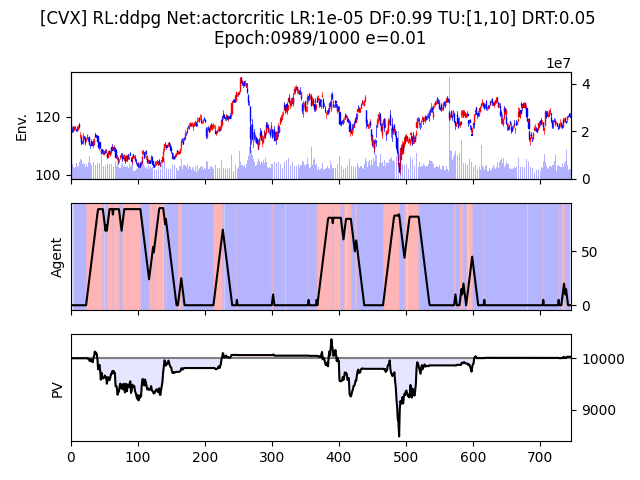 [CVX] RL:ddpg Net:actorcritic LR:1e-05 DF:0.99 TU:[1,10] DRT:0.05
Epoch:0989/1000 e=0.01
1e7
Env.
120
100
4
2
0
Agent
50
0
PV
10000
9000
0 100 200 300 400 500 600 700